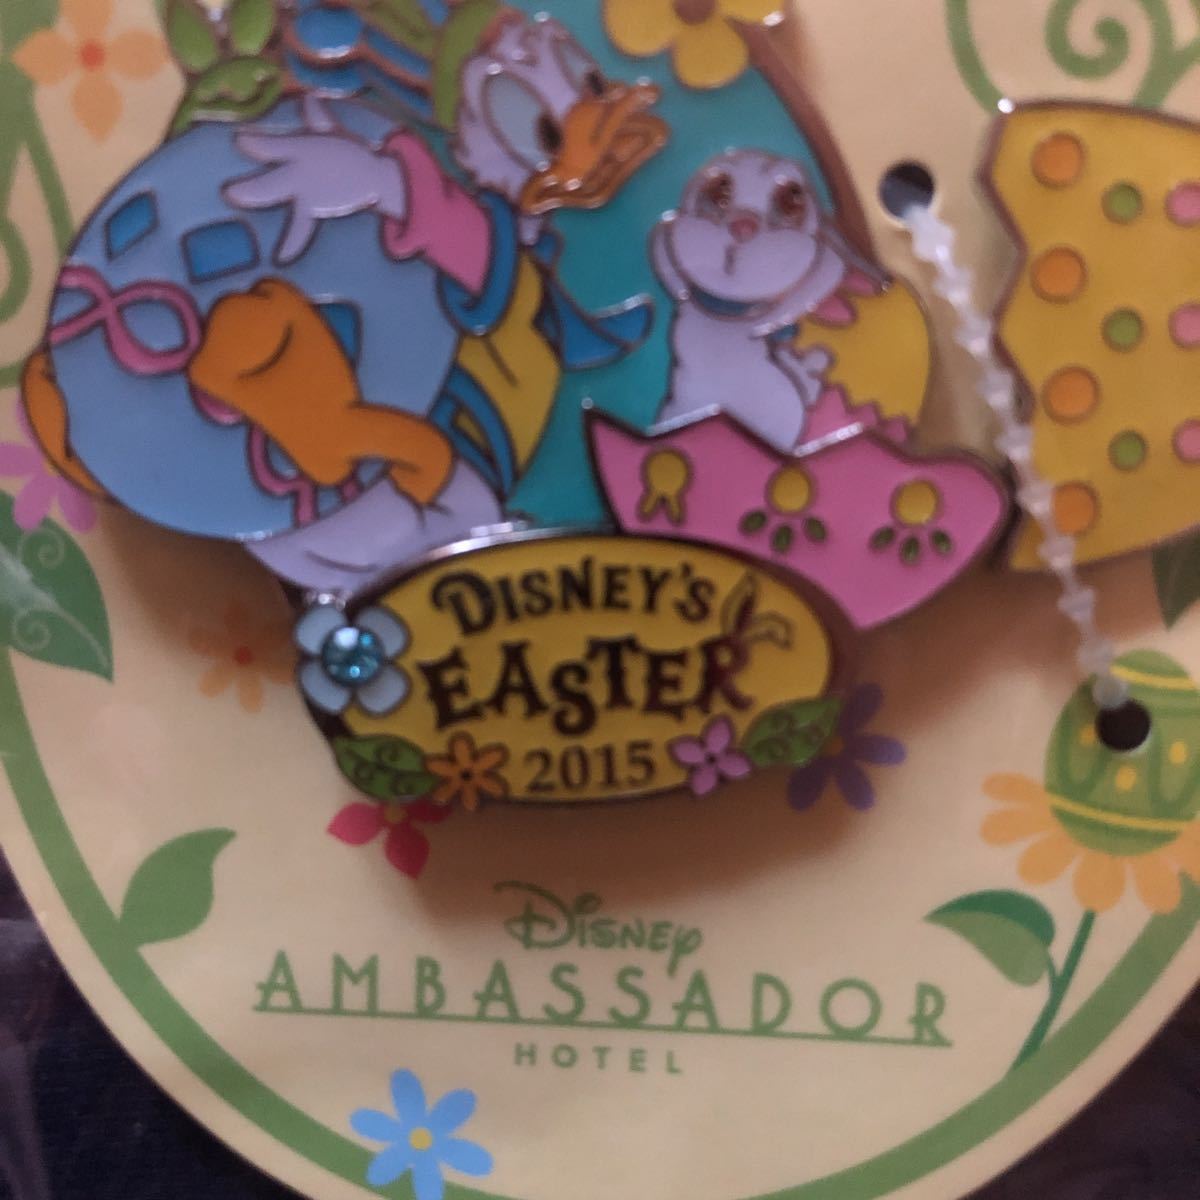 DISNEY'S
EASTER
2015
Disney
AMBASSADOR
HOTEL